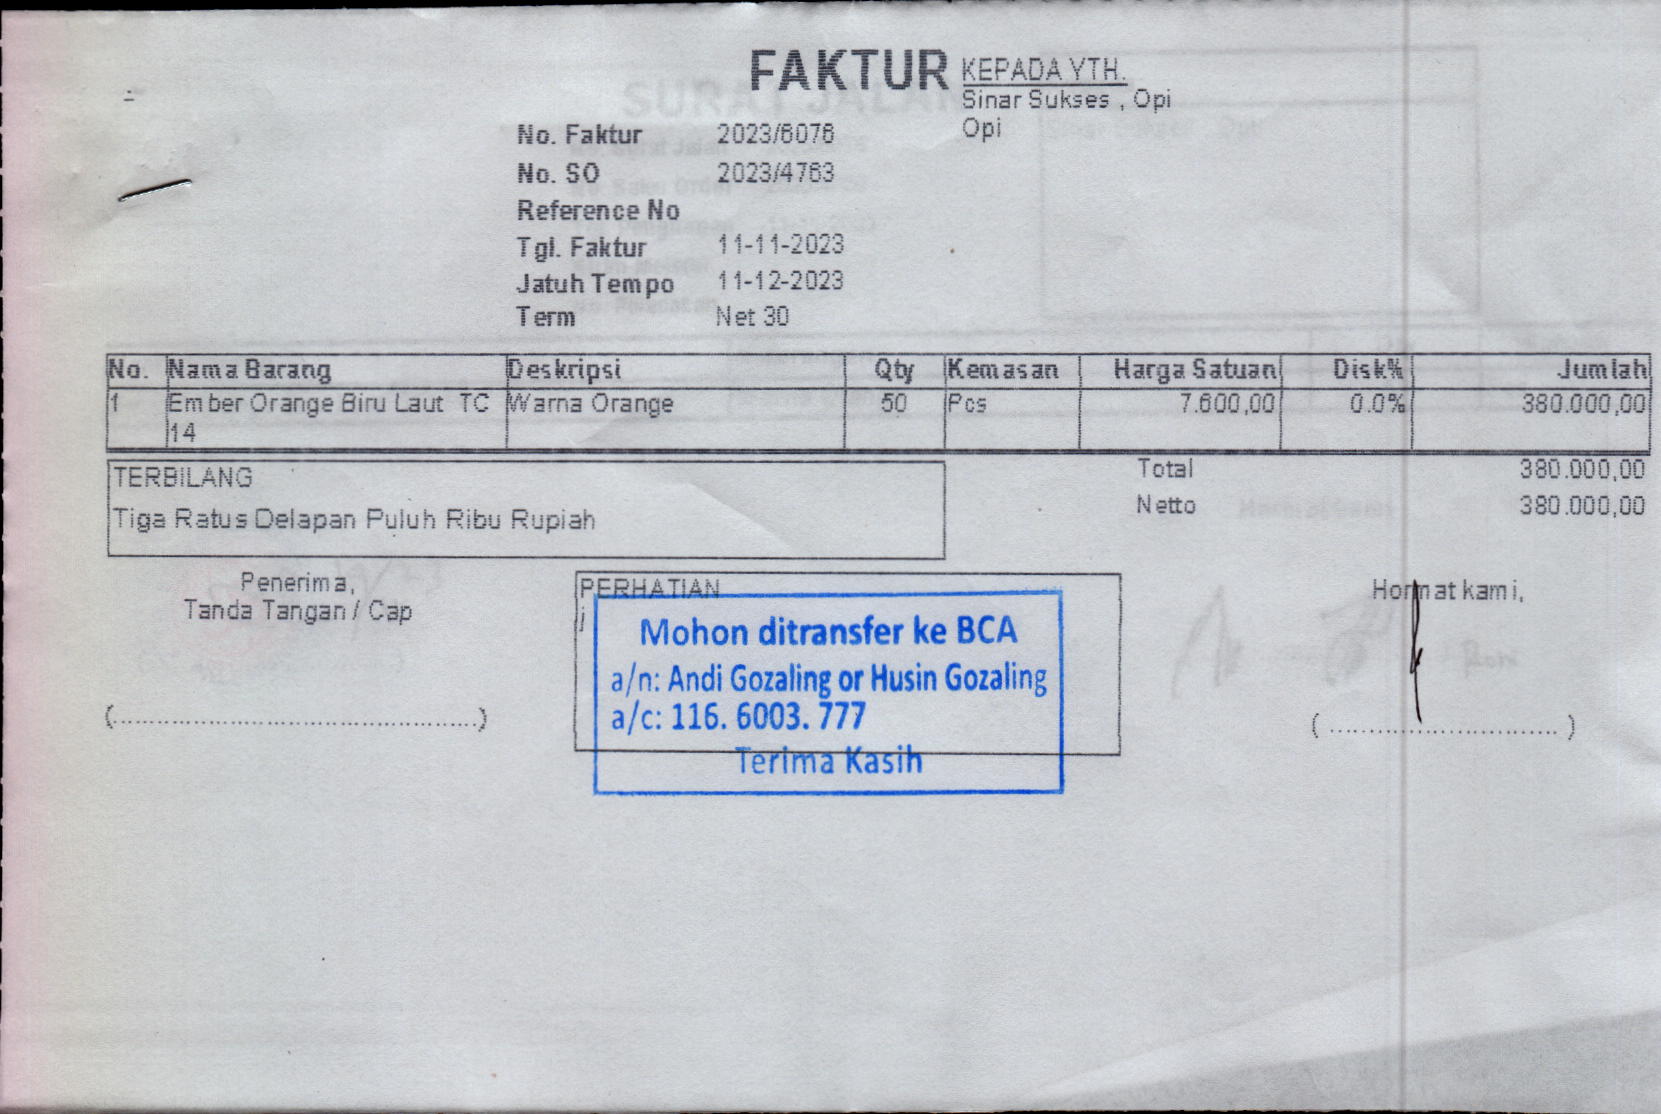 FAKTUR
KEPADA YTH.
Sinar Sukses , Opi
Opi
No. Faktur 2023/6076
No. SO 2023/4763
Reference No
Tgl. Faktur 11-11-2023
Jatuh Tempo 11-12-2023
Term Net 30
No. Nama Barang Deskripsi Qty Kemasan Harga Satuan Disk% Jumlah
1 Ember Orange Biru Laut TC Warna Orange 50 Pcs 7.600,00 0.0% 380.000,00
14
TERBILANG
Tiga Ratus Delapan Puluh Ribu Rupiah
Total 380.000,00
Netto 380.000,00
Penerima,
Tanda Tangan / Cap
(................................................)
PERHATIAN
j
Mohon ditransfer ke BCA
a/n: Andi Gozaling or Husin Gozaling
a/c: 116. 6003. 777
Terima Kasih
Hormat kami,
( .............................. )